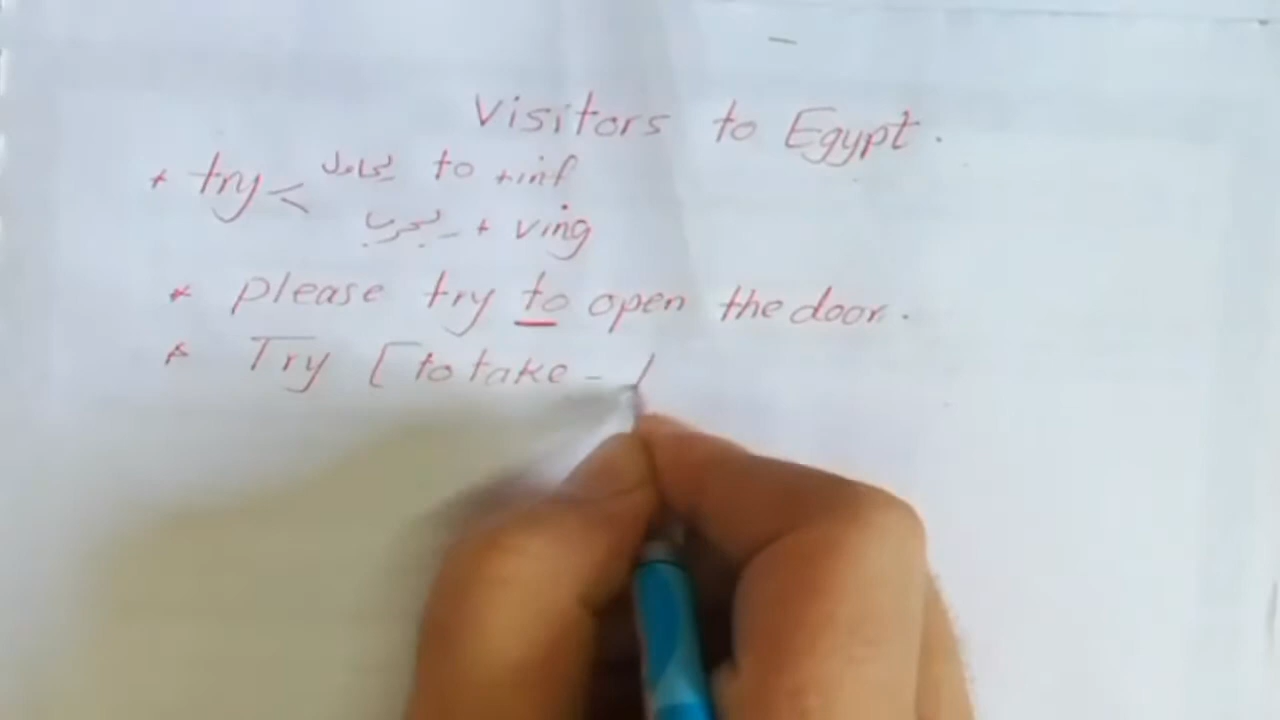 Visitors to Egypt.
+ try < يحاول to +inf
يجرب - + ving
* please try to open the door.
* Try [to take - /